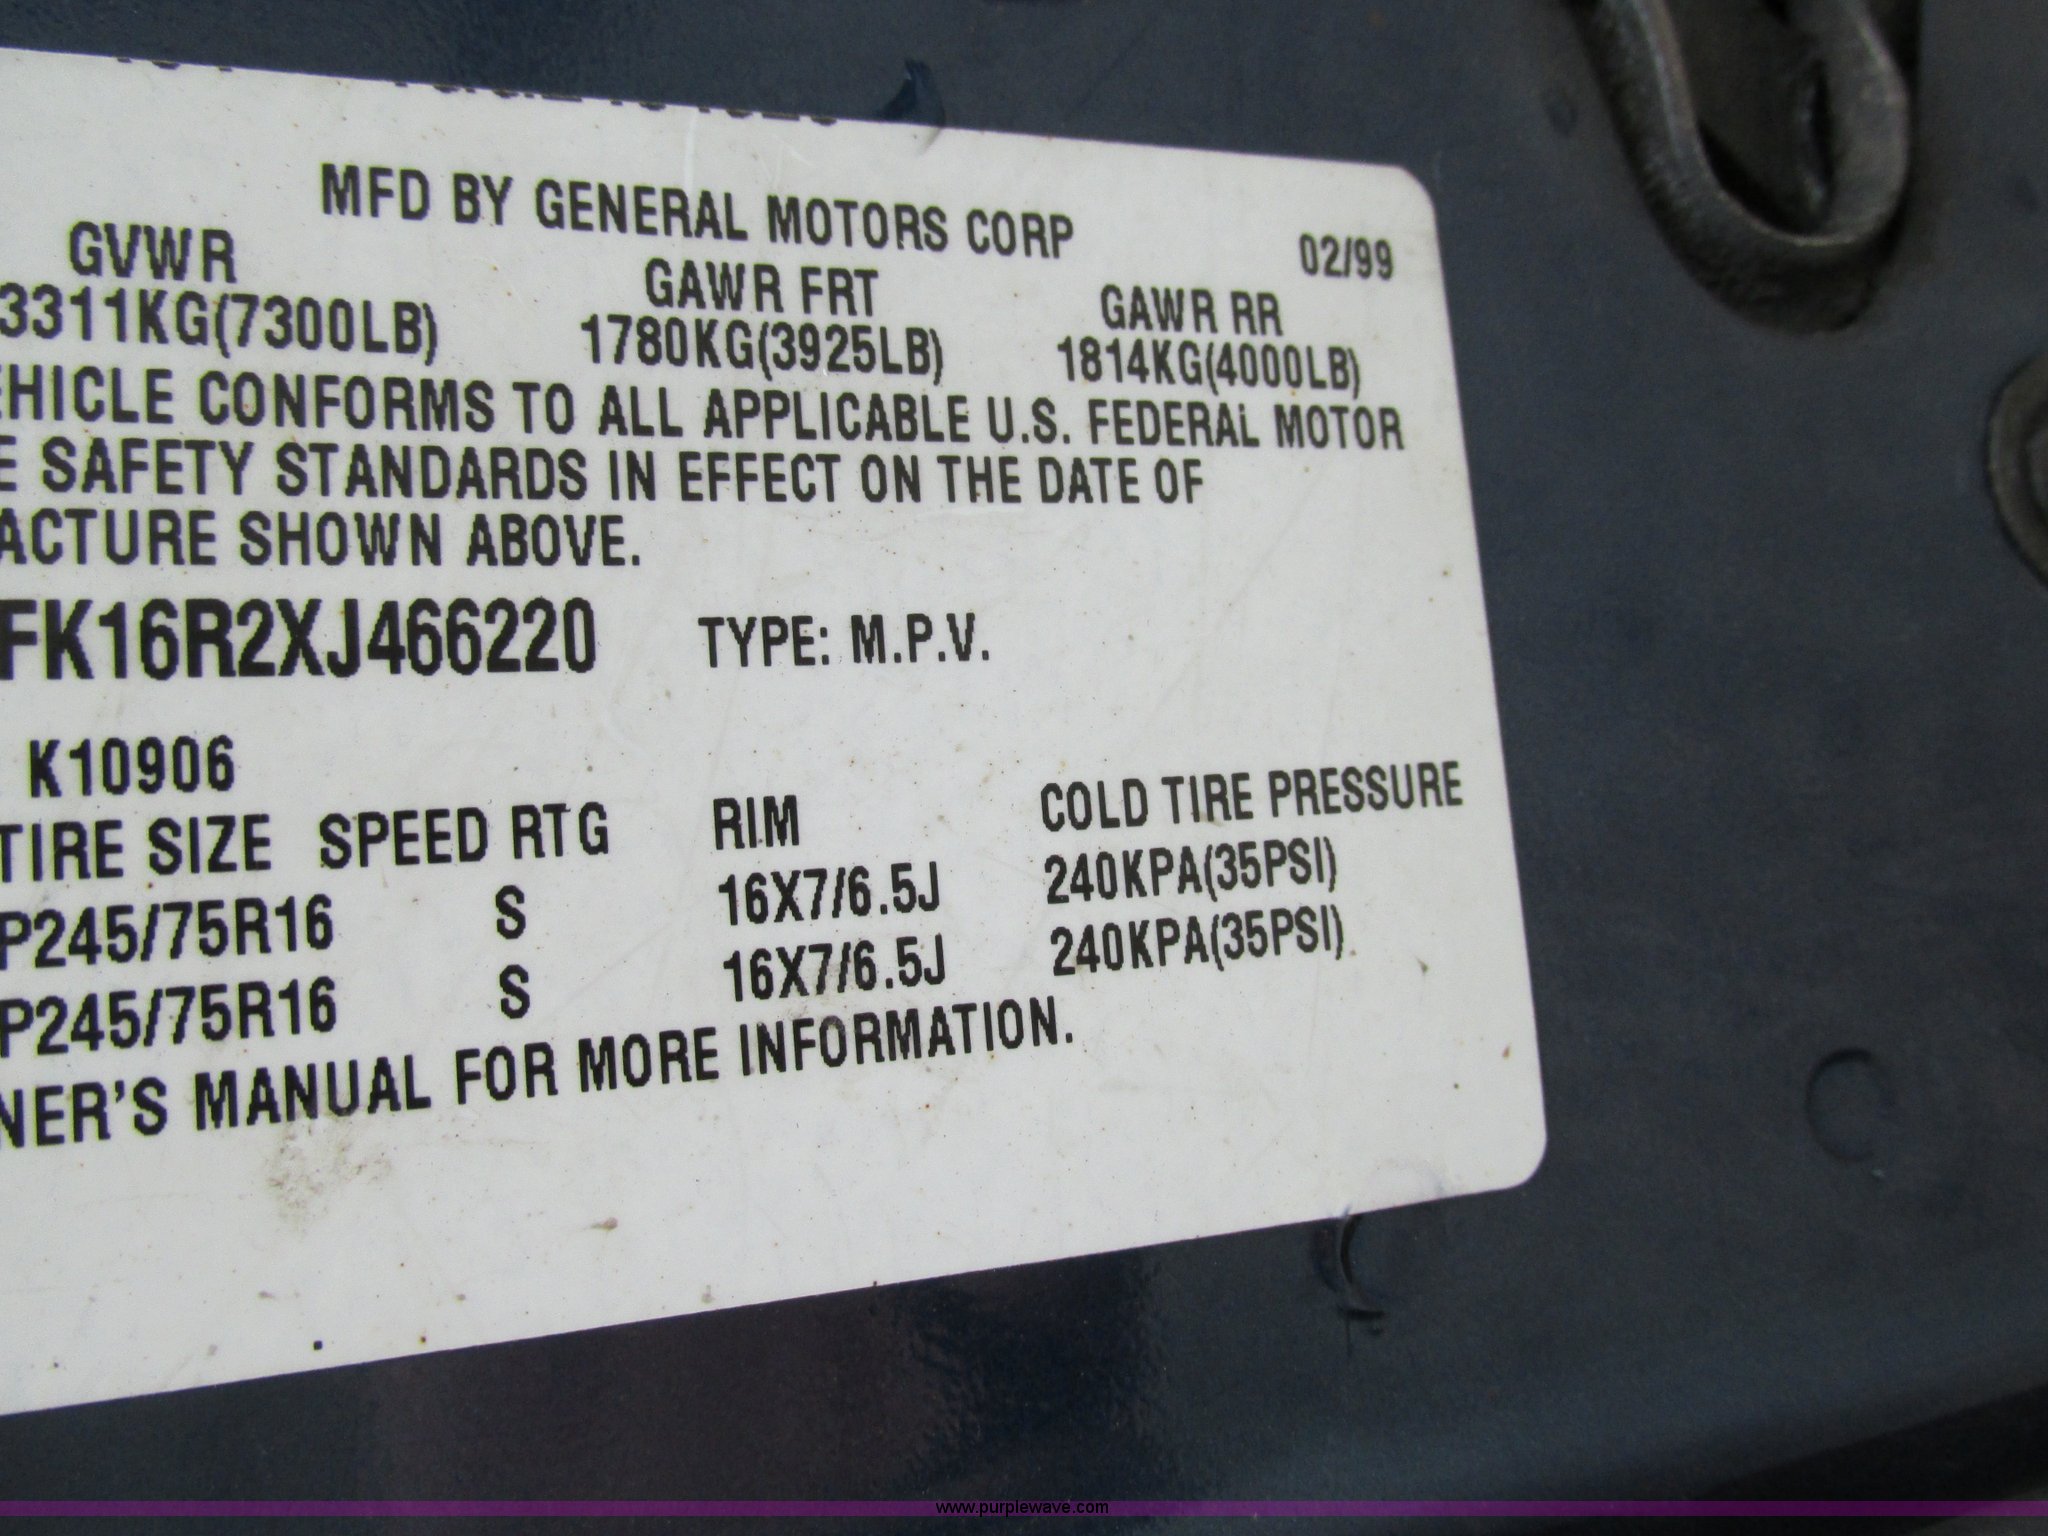 MFD BY GENERAL MOTORS CORP
02/99
GVWR GAWR FRT GAWR RR
3311KG(7300LB) 1780KG(3925LB) 1814KG(4000LB)
EHICLE CONFORMS TO ALL APPLICABLE U.S. FEDERAL MOTOR
E SAFETY STANDARDS IN EFFECT ON THE DATE OF
ACTURE SHOWN ABOVE.
FK16R2XJ466220 TYPE: M.P.V.
K10906
TIRE SIZE SPEED RTG RIM COLD TIRE PRESSURE
P245/75R16 S 16X7/6.5J 240KPA(35PSI)
P245/75R16 S 16X7/6.5J 240KPA(35PSI)
NER'S MANUAL FOR MORE INFORMATION.
www.purplewave.com